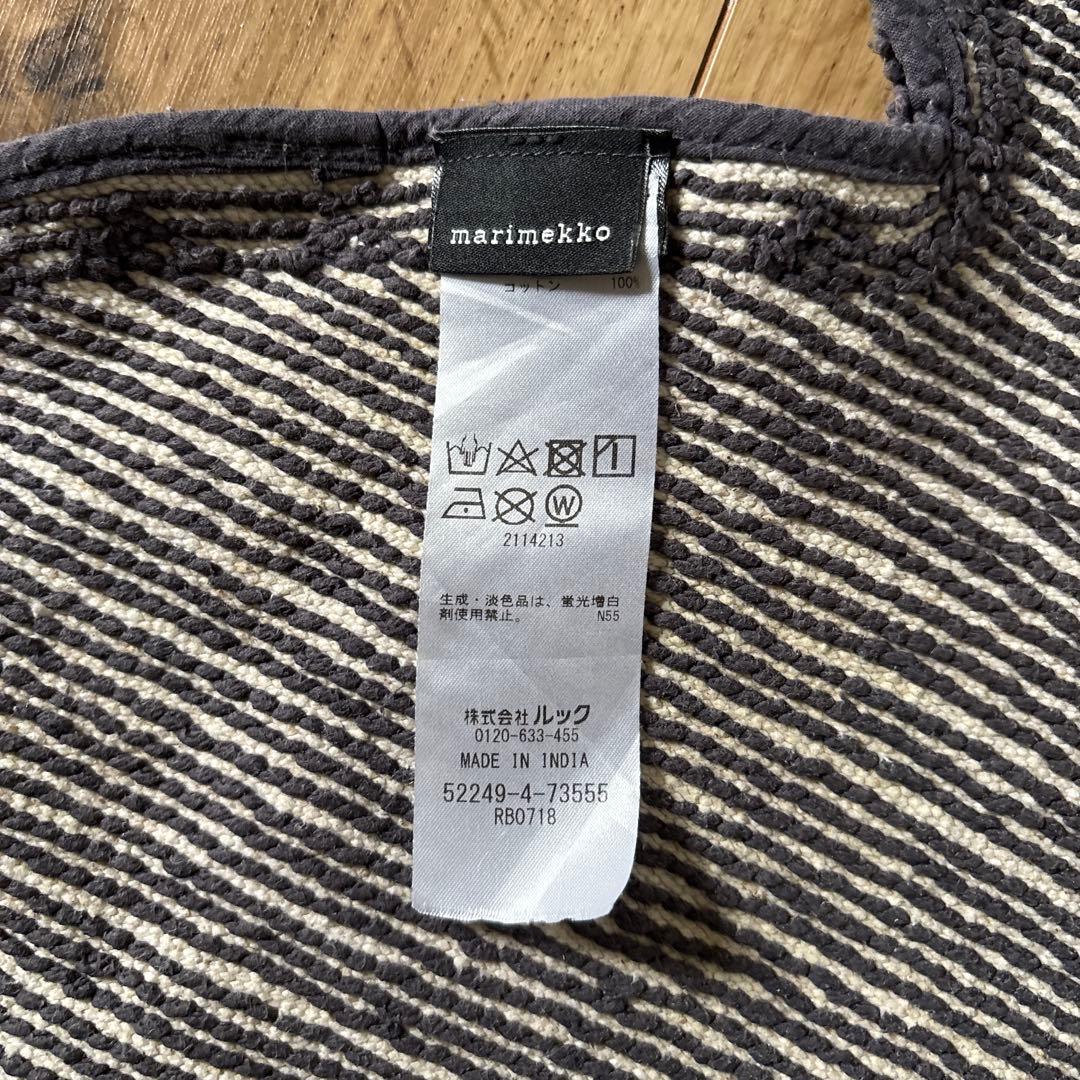 marimekko
コットン 100%
2114213
生成・淡色品は、蛍光増白
剤使用禁止。 N55
株式会社ルック
0120-633-455
MADE IN INDIA
52249-4-73555
RB0718